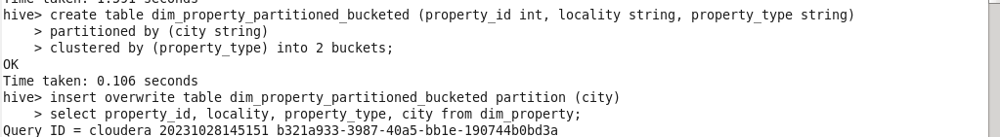 Time taken: 1.391 seconds
hive> create table dim_property_partitioned_bucketed (property_id int, locality string, property_type string)
    > partitioned by (city string)
    > clustered by (property_type) into 2 buckets;
OK
Time taken: 0.106 seconds
hive> insert overwrite table dim_property_partitioned_bucketed partition (city)
    > select property_id, locality, property_type, city from dim_property;
Query ID = cloudera_20231028145151_b321a933-3987-40a5-bb1e-190744b0bd3a